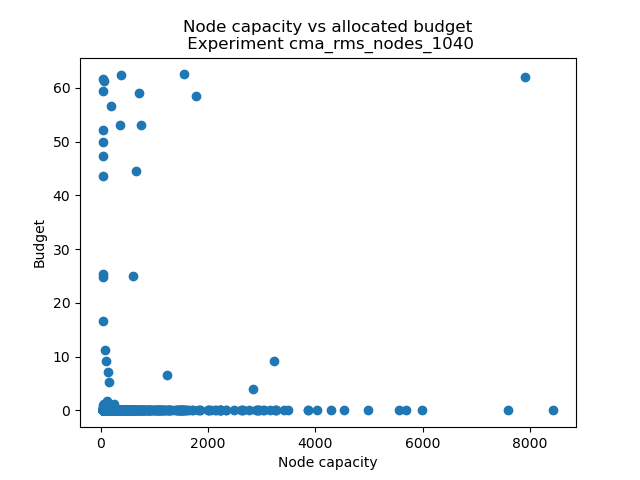 Node capacity vs allocated budget
Experiment cma_rms_nodes_1040
60
50
40
30
20
10
0
Budget
0 2000 4000 6000 8000
Node capacity